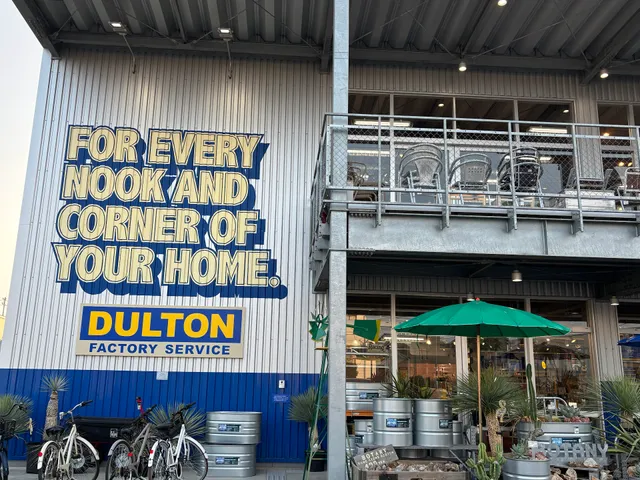 FOR EVERY
NOOK AND
CORNER OF
YOUR HOME.
DULTON
FACTORY SERVICE